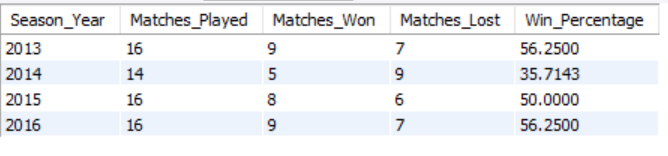 Season_Year Matches_Played Matches_Won Matches_Lost Win_Percentage
2013 16 9 7 56.2500
2014 14 5 9 35.7143
2015 16 8 6 50.0000
2016 16 9 7 56.2500